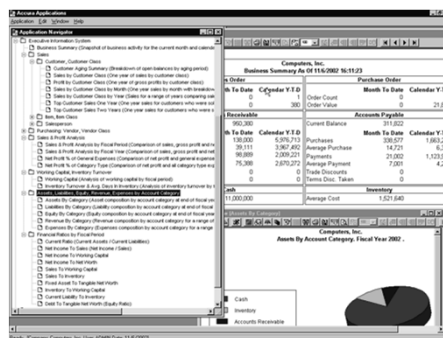 Accura Applications
Application Edit Window Help
Application Navigator
Executive Information System
Business Summary (Snapshot of business activity for the current month and calendar
Sales
Customer, Customer Class
Customer Aging Summary (Breakdown of open balances by aging period)
Sales by Customer Class (One year of sales by customer class)
Profit by Customer Class (One year of gross profits by customer class)
Sales by Customer Class by Month (One year sales by month with breakdown
Sales by Customer Class by Year (Sales for a range of years comparing
Top Customer Sales One Year (One year sales for customers who were
Top Customer Sales Two Years (One year sales for customers who were
Item, Item Class
Salesperson
Purchasing: Vendor, Vendor Class
Sales & Profit Analysis
Sales & Profit Analysis by Fiscal Period (Comparison of sales, gross profit and
Sales & Profit Analysis by Fiscal Year (Comparison of sales, gross profit and net
Net Profit % of General Expenses (Comparison of net profit and general expense
Net Profit % of Category Type (Comparison of net profit and all category type
Working Capital, Inventory Turnover
Working Capital (Analysis of working capital by fiscal period)
Inventory Turnover & Avg. Days in Inventory (Analysis of inventory turnover by
Assets, Liabilities, Equity, Revenue, Expenses by Account Category
Assets By Category (Asset composition by account category at end of fiscal
Liabilities By Category (Liability composition by account category at end of fiscal
Equity By Category (Equity composition by account category at end of fiscal
Revenue By Category (Revenue composition by account category for a range
Expenses By Category (Expense composition by account category for a range of
Financial Ratios by Fiscal Period
Current Ratio (Current Assets / Current Liabilities)
Net Income To Sales (Net Income / Sales)
Net Income To Working Capital
Net Income To Net Worth
Sales To Working Capital
Sales To Inventory
Fixed Asset To Tangible Net Worth
Inventory To Working Capital
Current Liability To Inventory
Debt To Tangible Net Worth (Equity Ratio)
Computers, Inc.
Business Summary As Of 11/6/2002 16:11:23
Order Purchase Order
Month To Date Calendar Y-T-D Month To Date Calendar Y-T-D
0 1 Order Count 0
0 380 Order Value 0
Receivable Accounts Payable
960,380 Current Balance 311,822
Month To Date Calendar Y-T-D Month To Date Calendar Y-T-D
138,000 5,976,713 Purchases 338,577
39,111 3,967,492 Average Purchase 14,721
98,889 2,009,221 Payments 21,002
75,388 2,670,272 Average Payment 7,001
0 0 Trade Discounts 0
0 0 Terms Disc. Taken 0
Cash Inventory
11,000,000 Average Cost 1,521,640
(Assets By Category)
Computers, Inc.
Assets By Account Category, Fiscal Year 2002 .
Cash
Inventory
Accounts Receivable